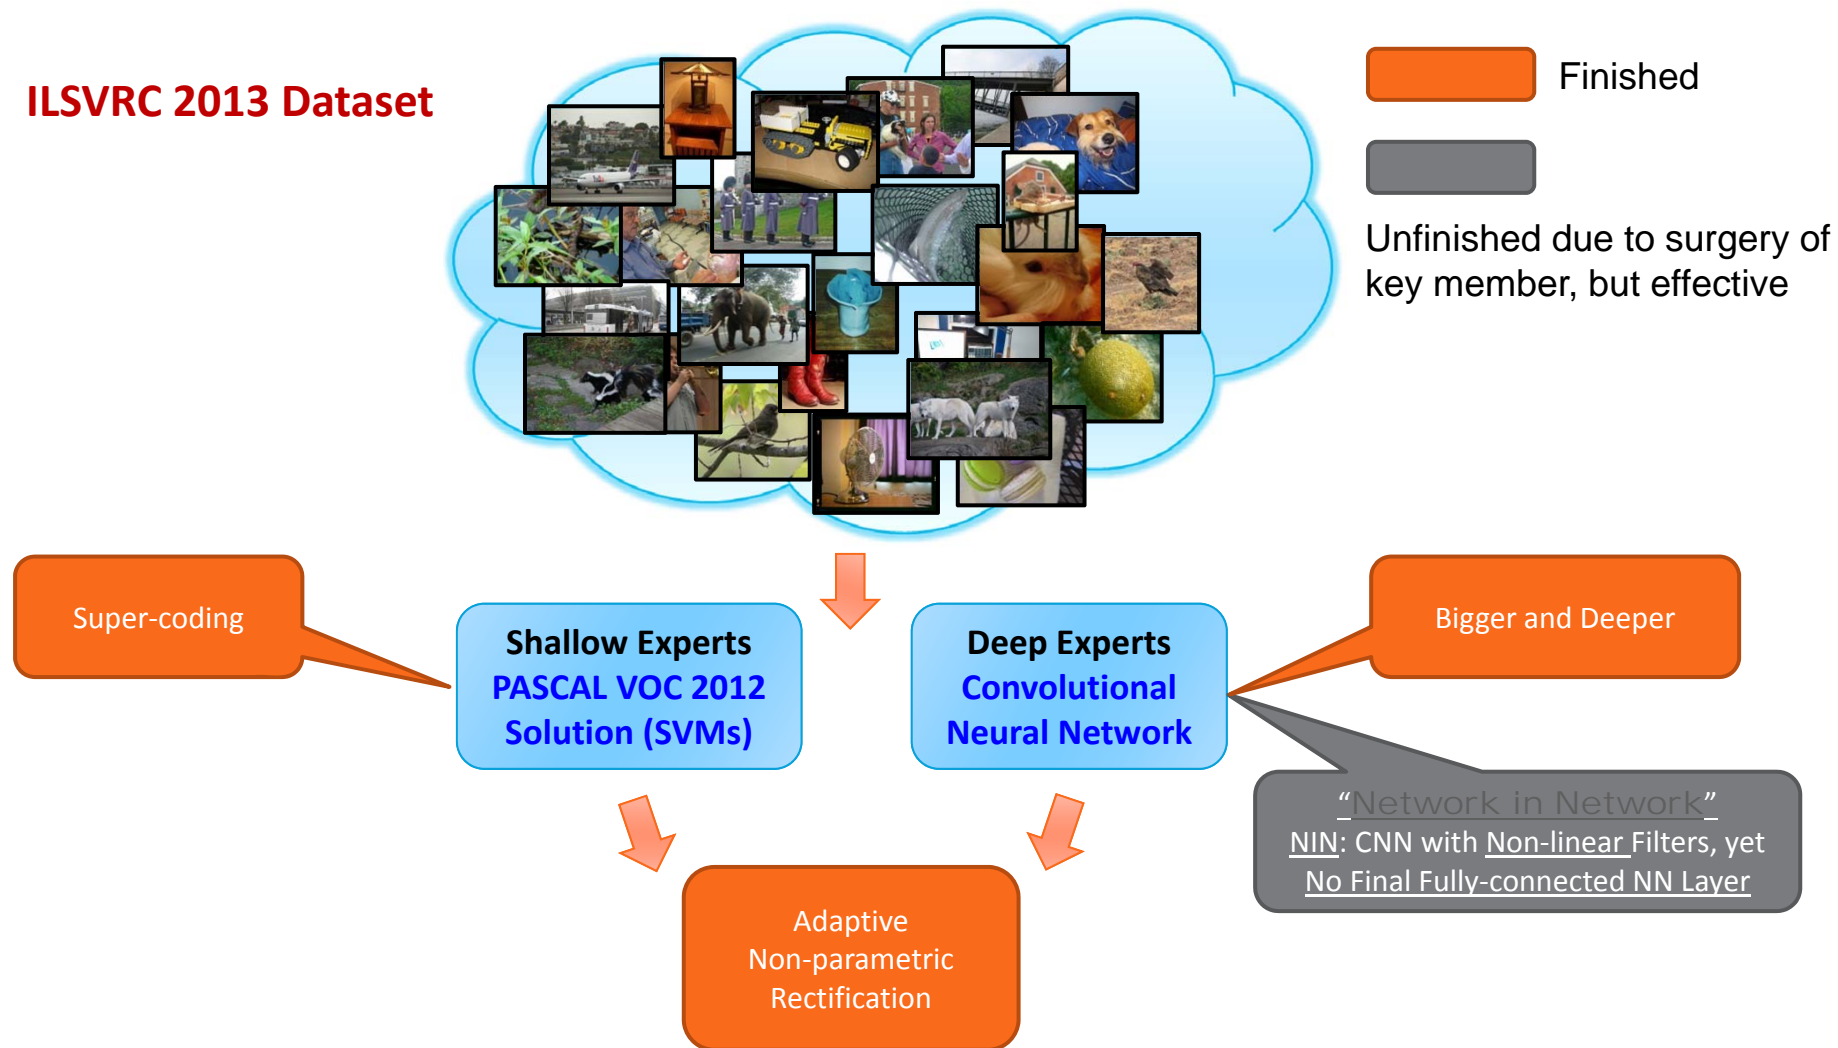 ILSVRC 2013 Dataset
Finished
Unfinished due to surgery of
key member, but effective
Super-coding
Shallow Experts
PASCAL VOC 2012
Solution (SVMs)
Deep Experts
Convolutional
Neural Network
Bigger and Deeper
“Network in Network”
NIN: CNN with Non-linear Filters, yet
No Final Fully-connected NN Layer
Adaptive
Non-parametric
Rectification